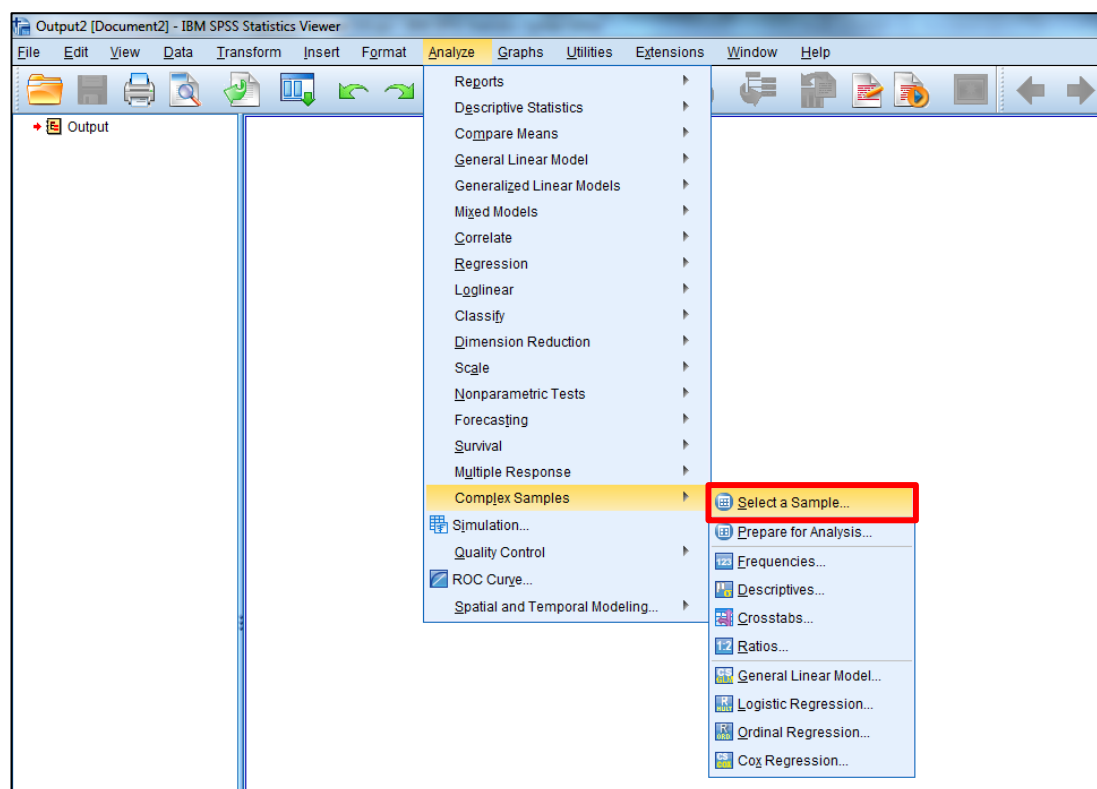 Output2 [Document2] - IBM SPSS Statistics Viewer
File Edit View Data Transform Insert Format Analyze Graphs Utilities Extensions Window Help
Output
Reports
Descriptive Statistics
Compare Means
General Linear Model
Generalized Linear Models
Mixed Models
Correlate
Regression
Loglinear
Classify
Dimension Reduction
Scale
Nonparametric Tests
Forecasting
Survival
Multiple Response
Complex Samples
Simulation...
Quality Control
ROC Curve...
Spatial and Temporal Modeling...
Select a Sample...
Prepare for Analysis...
123 Frequencies...
Descriptives...
Crosstabs...
1:2 Ratios...
General Linear Model...
Logistic Regression...
Ordinal Regression...
Cox Regression...